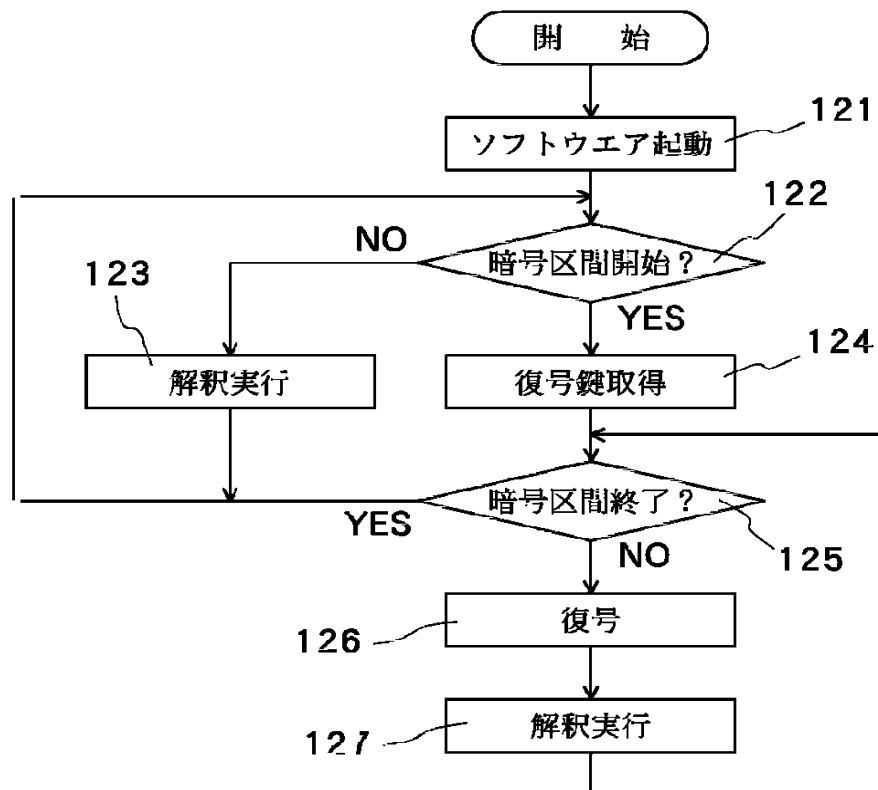 開　始
121
ソフトウエア起動
122
NO
暗号区間開始？
123
YES
124
解釈実行
復号鍵取得
暗号区間終了？
YES
125
NO
126
復号
127
解釈実行